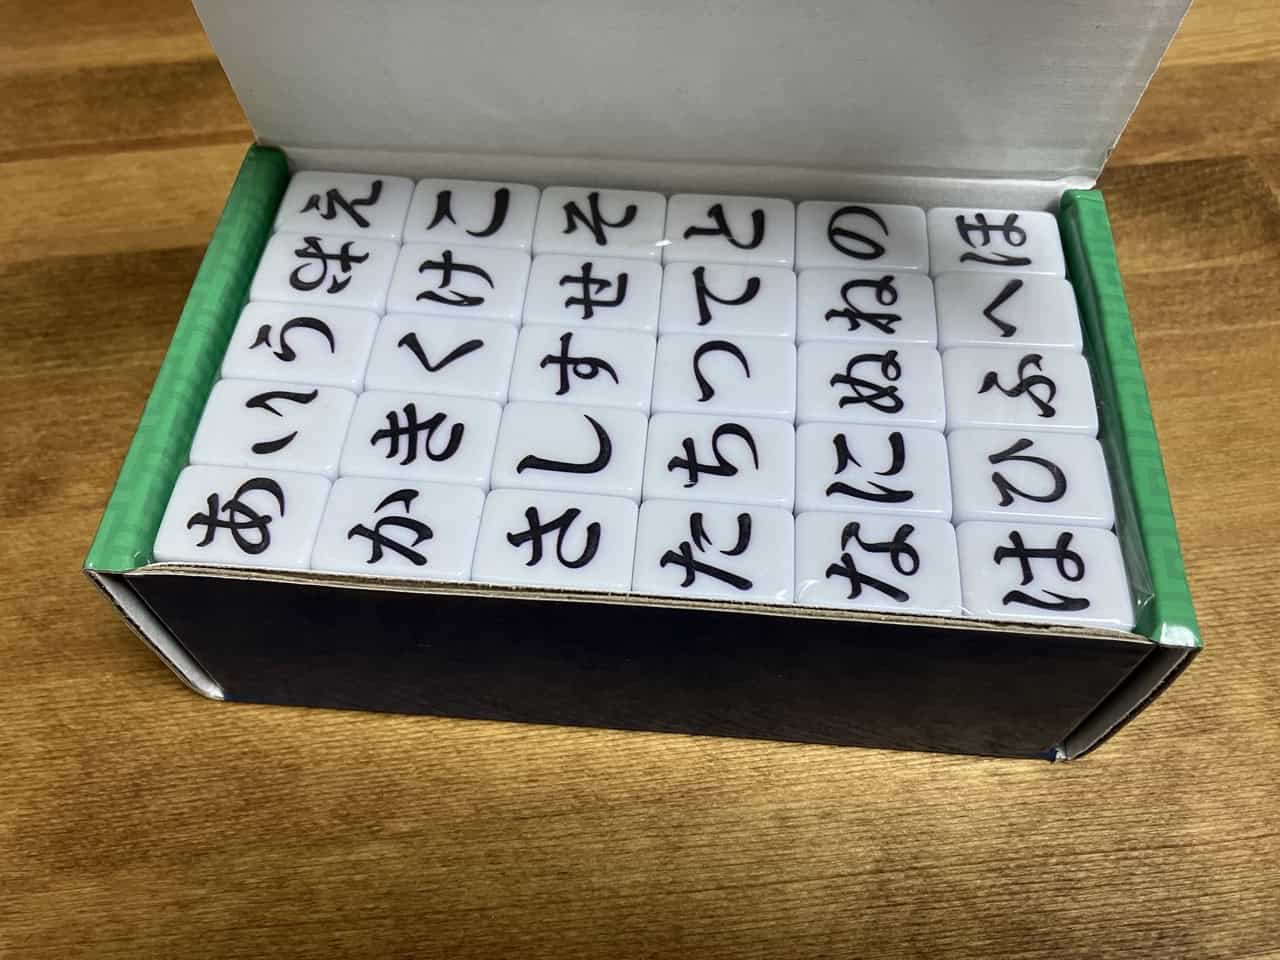 あいうおえ
かきくけこ
さしすせそ
たちつてと
なにぬねの
はひふへほ